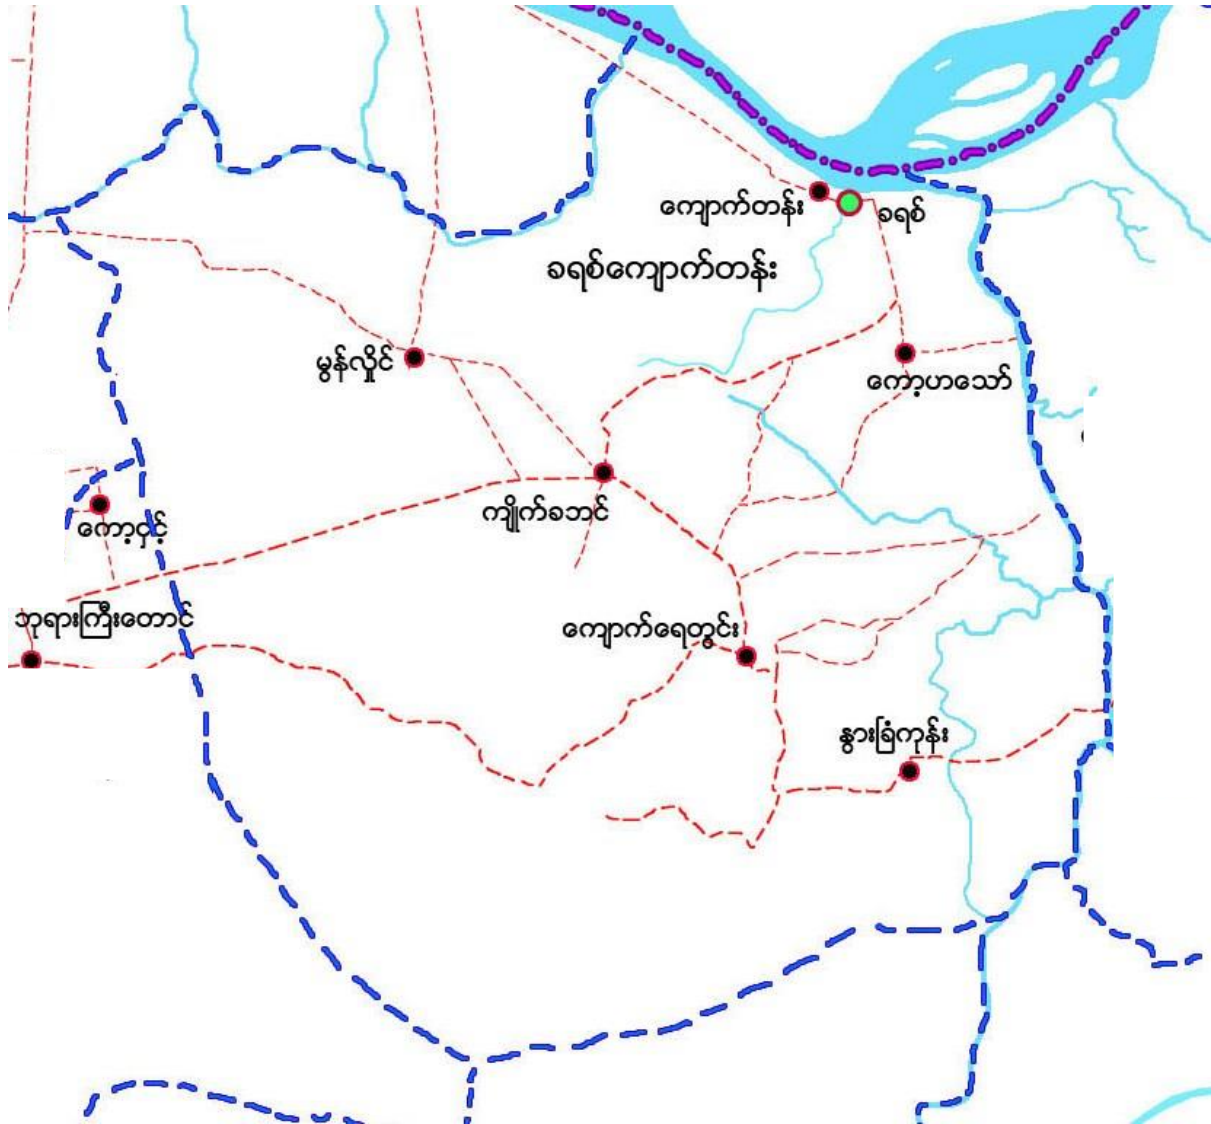 ကျောက်တန်း
ခရစ်
ခရစ်ကျောက်တန်း
မွန်လှိုင်
ကော့ဟသော်
ကျိုက်ခဘင်
ကော့ငှင့်
ဘုရားကြီးတောင်
ကျောက်ရေတွင်း
နွားခြံကုန်း